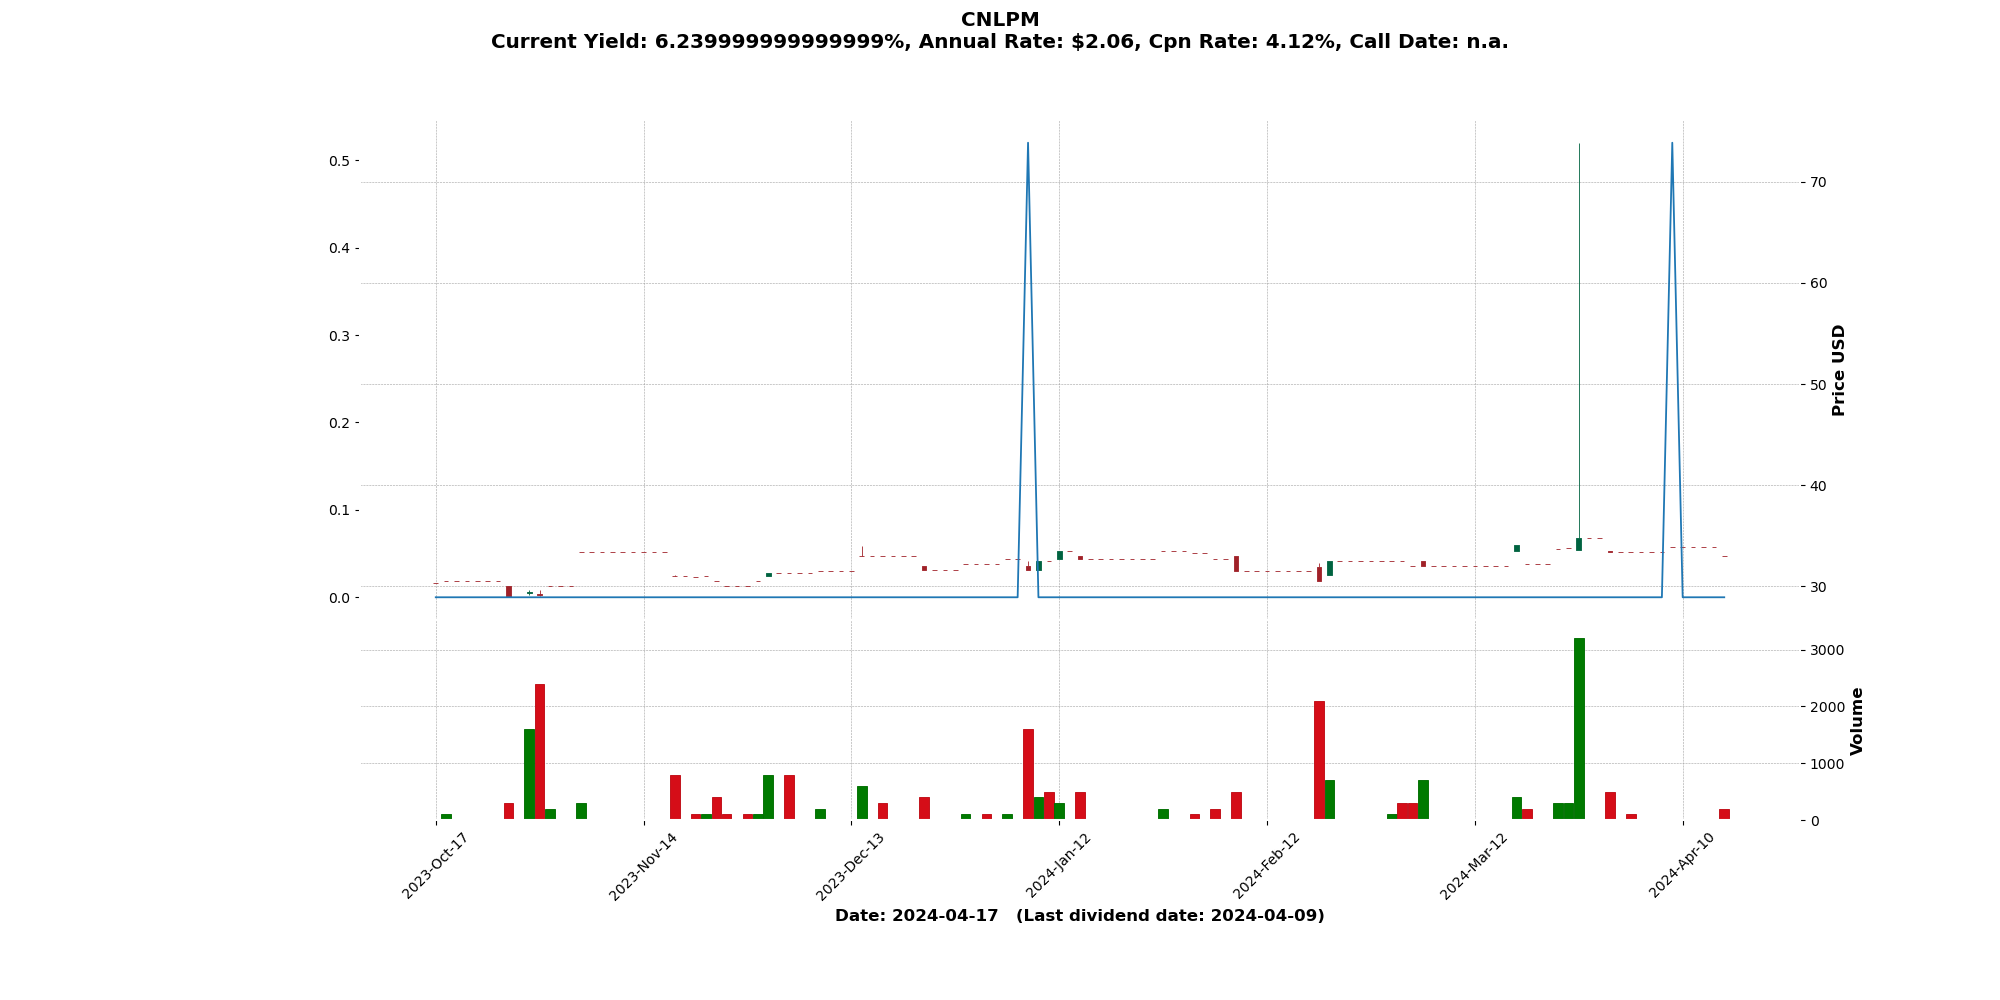 CNLPM
Current Yield: 6.239999999999999%, Annual Rate: $2.06, Cpn Rate: 4.12%, Call Date: n.a.
0.5
0.4
0.3
0.2
0.1
0.0
70
60
50
40
30
Price USD
3000
2000
1000
0
Volume
2023-Oct-17
2023-Nov-14
2023-Dec-13
2024-Jan-12
2024-Feb-12
2024-Mar-12
2024-Apr-10
Date: 2024-04-17   (Last dividend date: 2024-04-09)